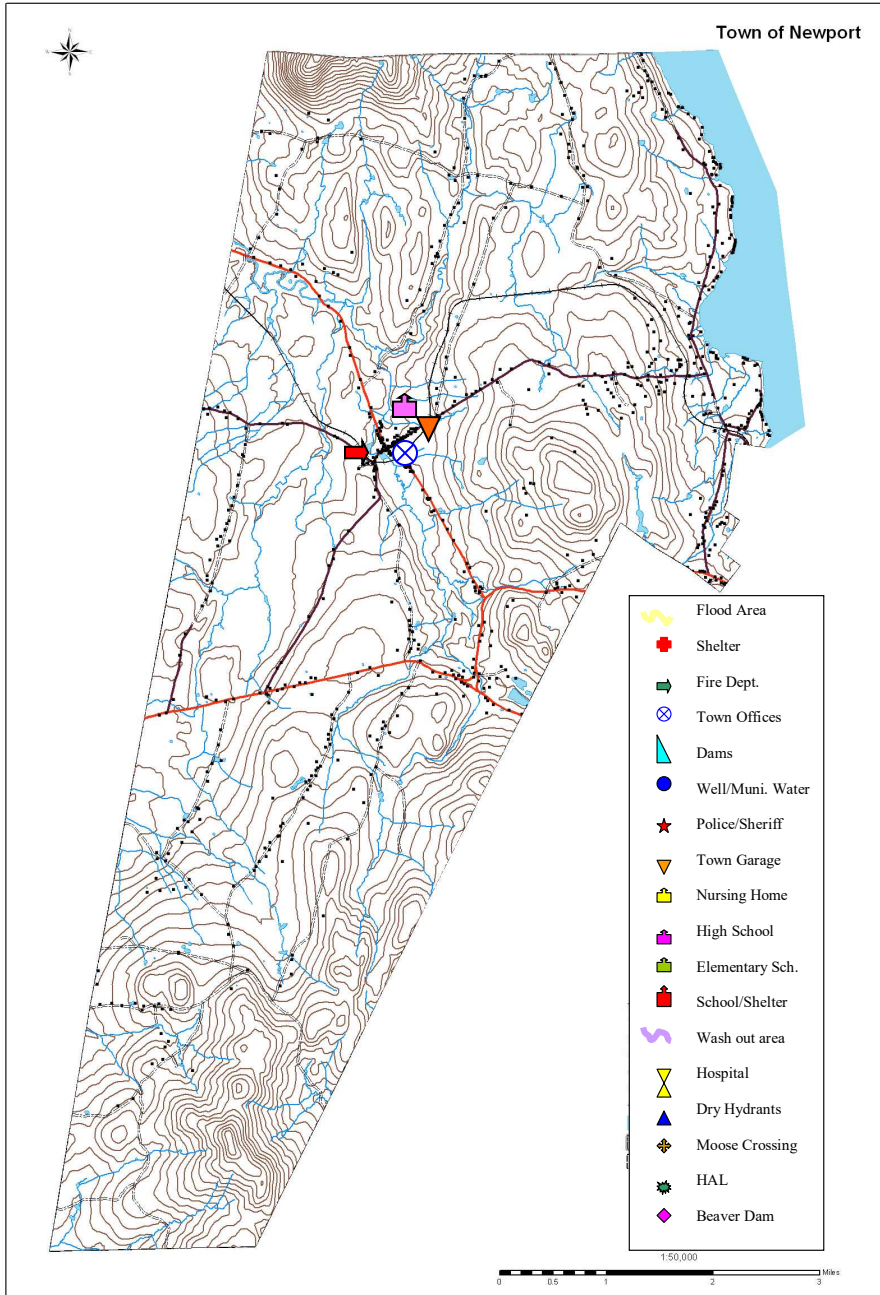 Town of Newport
Flood Area
Shelter
Fire Dept.
Town Offices
Dams
Well/Muni. Water
Police/Sheriff
Town Garage
Nursing Home
High School
Elementary Sch.
School/Shelter
Wash out area
Hospital
Dry Hydrants
Moose Crossing
HAL
Beaver Dam
1:50,000
Miles
0 0.5 1 2 3